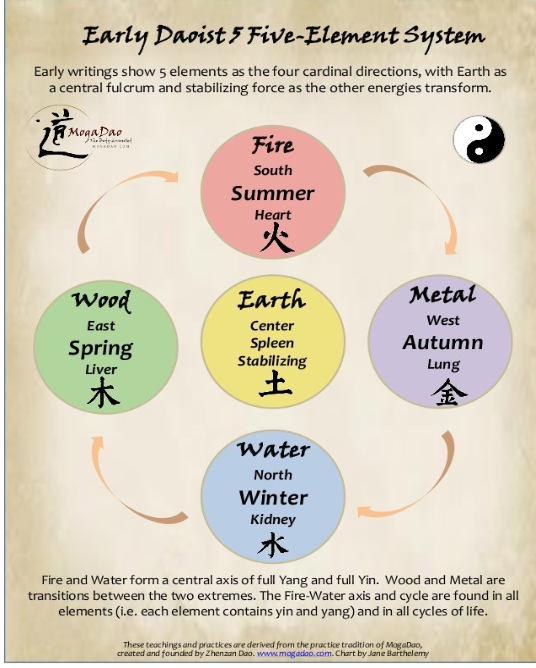 Early Daoist 5 Five-Element System
Early writings show 5 elements as the four cardinal directions, with Earth as
a central fulcrum and stabilizing force as the other energies transform.
道
MogaDao
MOGADAO.COM
Fire
South
Summer
Heart
火
Wood
East
Spring
Liver
木
Earth
Center
Spleen
Stabilizing
土
Metal
West
Autumn
Lung
金
Water
North
Winter
Kidney
水
Fire and Water form a central axis of full Yang and full Yin.  Wood and Metal are
transitions between the two extremes. The Fire-Water axis and cycle are found in all
elements (i.e. each element contains yin and yang) and in all cycles of life.
These teachings and practices are derived from the practice tradition of MogaDao,
created and founded by Zhenzan Dao. www.mogadao.com. Chart by Jane Barthelemy